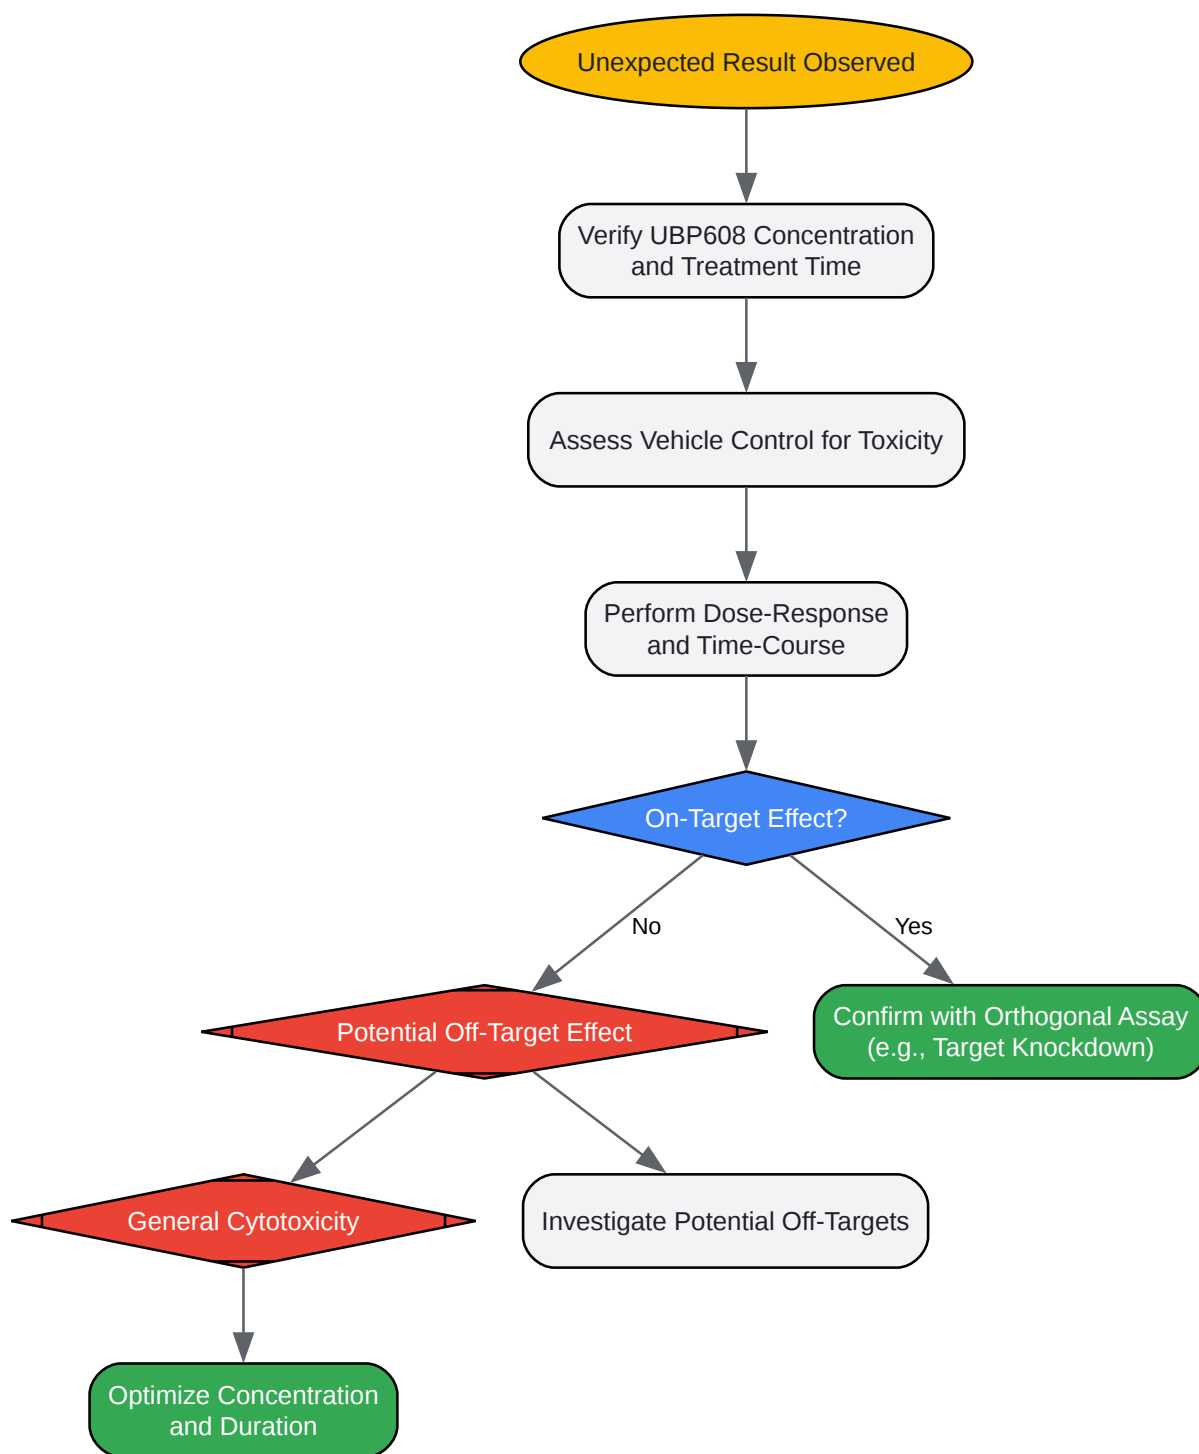 Unexpected Result Observed
Verify UBP608 Concentration
and Treatment Time
Assess Vehicle Control for Toxicity
Perform Dose-Response
and Time-Course
On-Target Effect?
No
Yes
Potential Off-Target Effect
Confirm with Orthogonal Assay
(e.g., Target Knockdown)
General Cytotoxicity
Investigate Potential Off-Targets
Optimize Concentration
and Duration